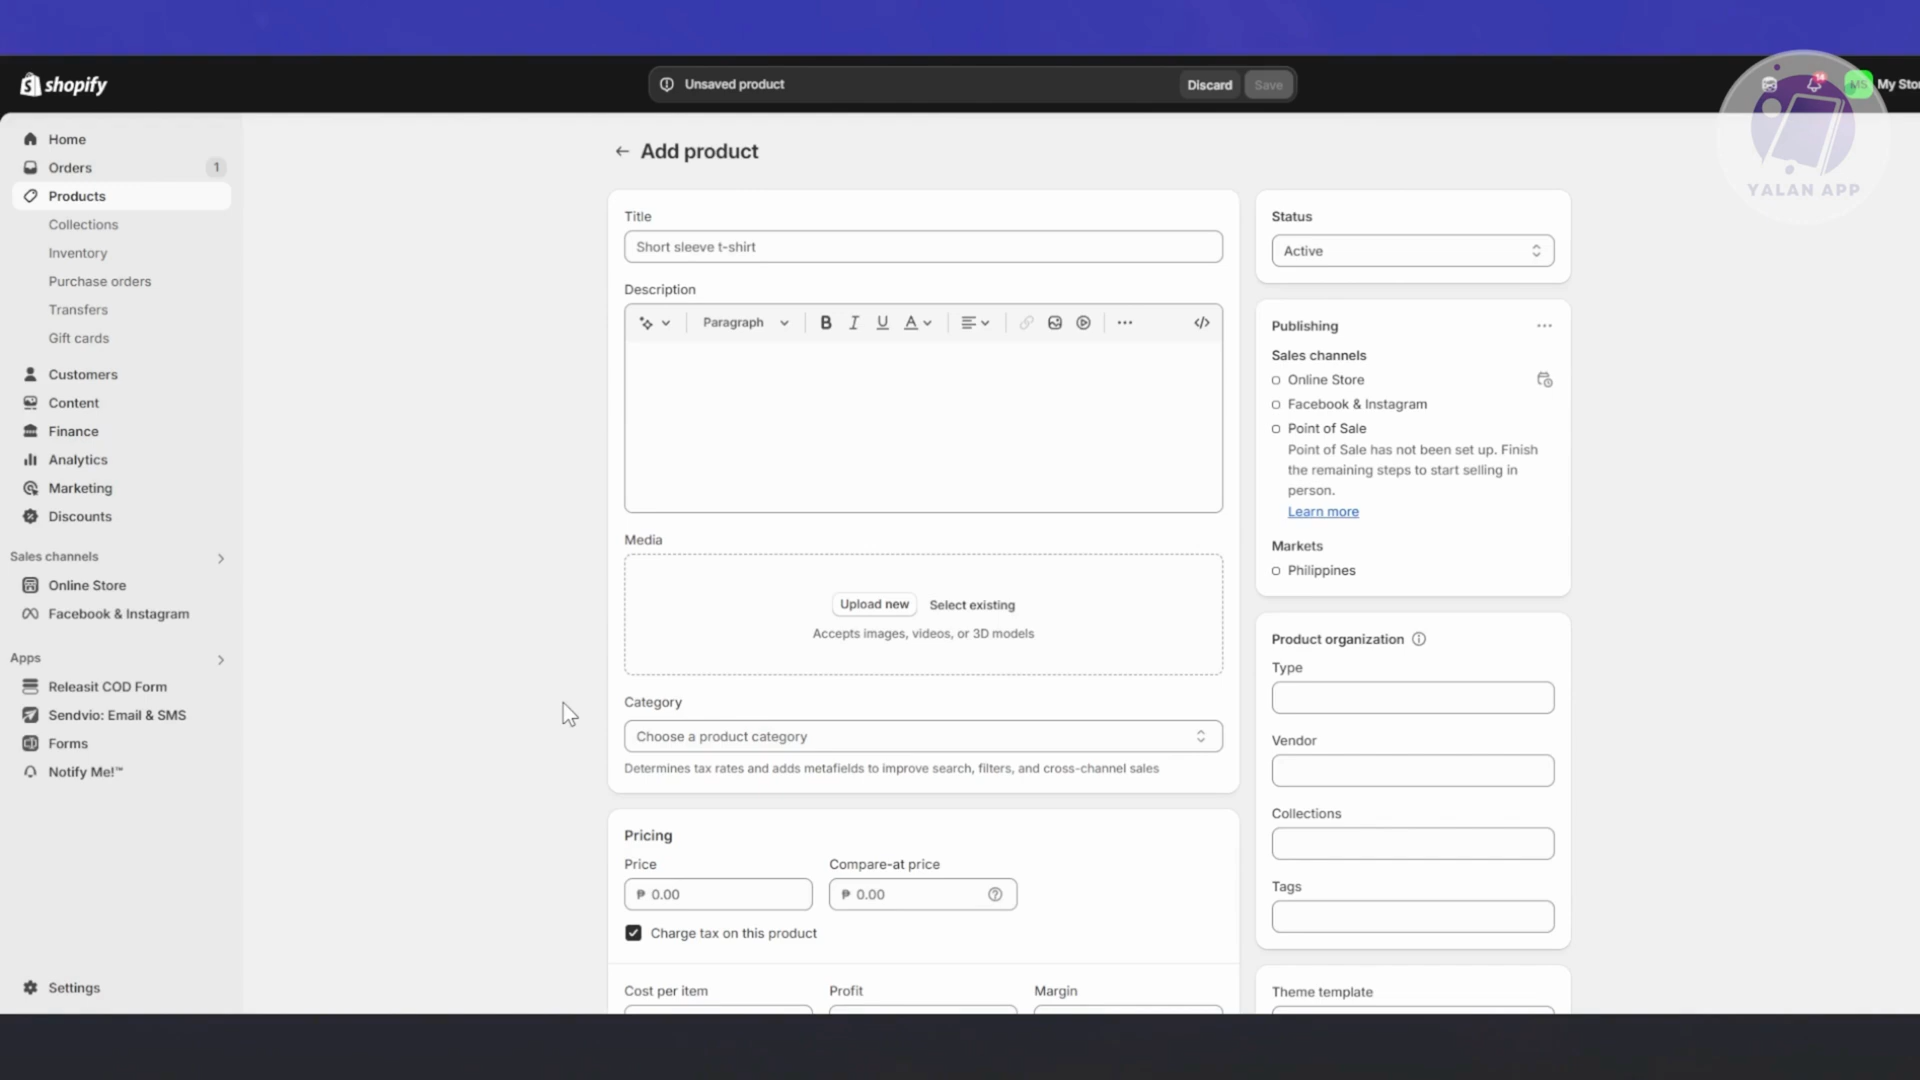 shopify
Unsaved product
Discard
Save
14
MS
My Sto
YALAN APP
Home
Orders
1
Products
Collections
Inventory
Purchase orders
Transfers
Gift cards
Customers
Content
Finance
Analytics
Marketing
Discounts
Sales channels
Online Store
Facebook & Instagram
Apps
Releasit COD Form
Sendvio: Email & SMS
Forms
Notify Me!™
Settings
Add product
Title
Short sleeve t-shirt
Description
Paragraph
B I U A
Media
Upload new
Select existing
Accepts images, videos, or 3D models
Category
Choose a product category
Determines tax rates and adds metafields to improve search, filters, and cross-channel sales
Pricing
Price
Compare-at price
₱ 0.00
₱ 0.00
Charge tax on this product
Cost per item
Profit
Margin
Status
Active
Publishing
Sales channels
Online Store
Facebook & Instagram
Point of Sale
Point of Sale has not been set up. Finish
the remaining steps to start selling in
person.
Learn more
Markets
Philippines
Product organization
Type
Vendor
Collections
Tags
Theme template